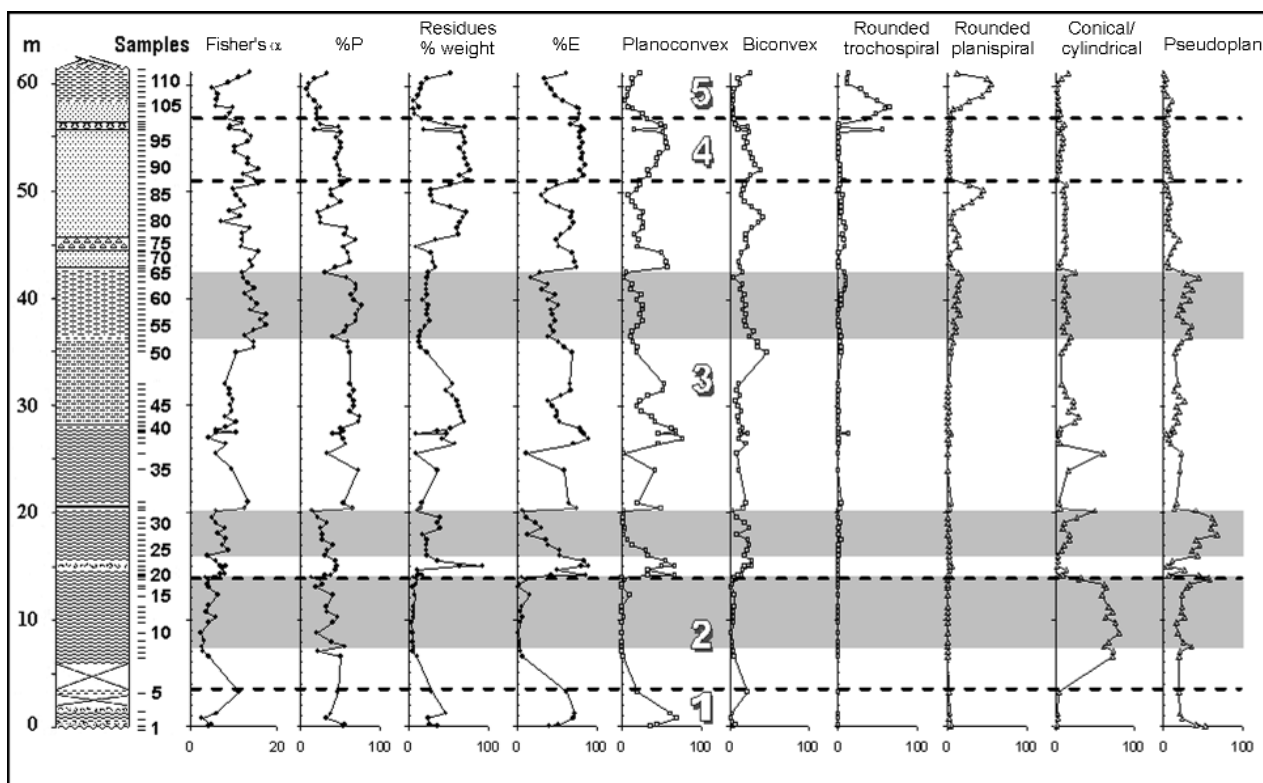 Residues
Rounded
Rounded
Conical/
m
Samples
Fisher's α
%P
% weight
%E
Planoconvex
Biconvex
trochospiral
planispiral
cylindrical
Pseudoplan
60
110
105
5
95
4
50
90
85
80
75
40
65
60
55
50
30
3
45
40
35
20
30
25
20
10
15
10
2
5
1
0
1
0 20 0 100 0 100 0 100 0 100 0 100 0 100 0 100 0 100 0 100